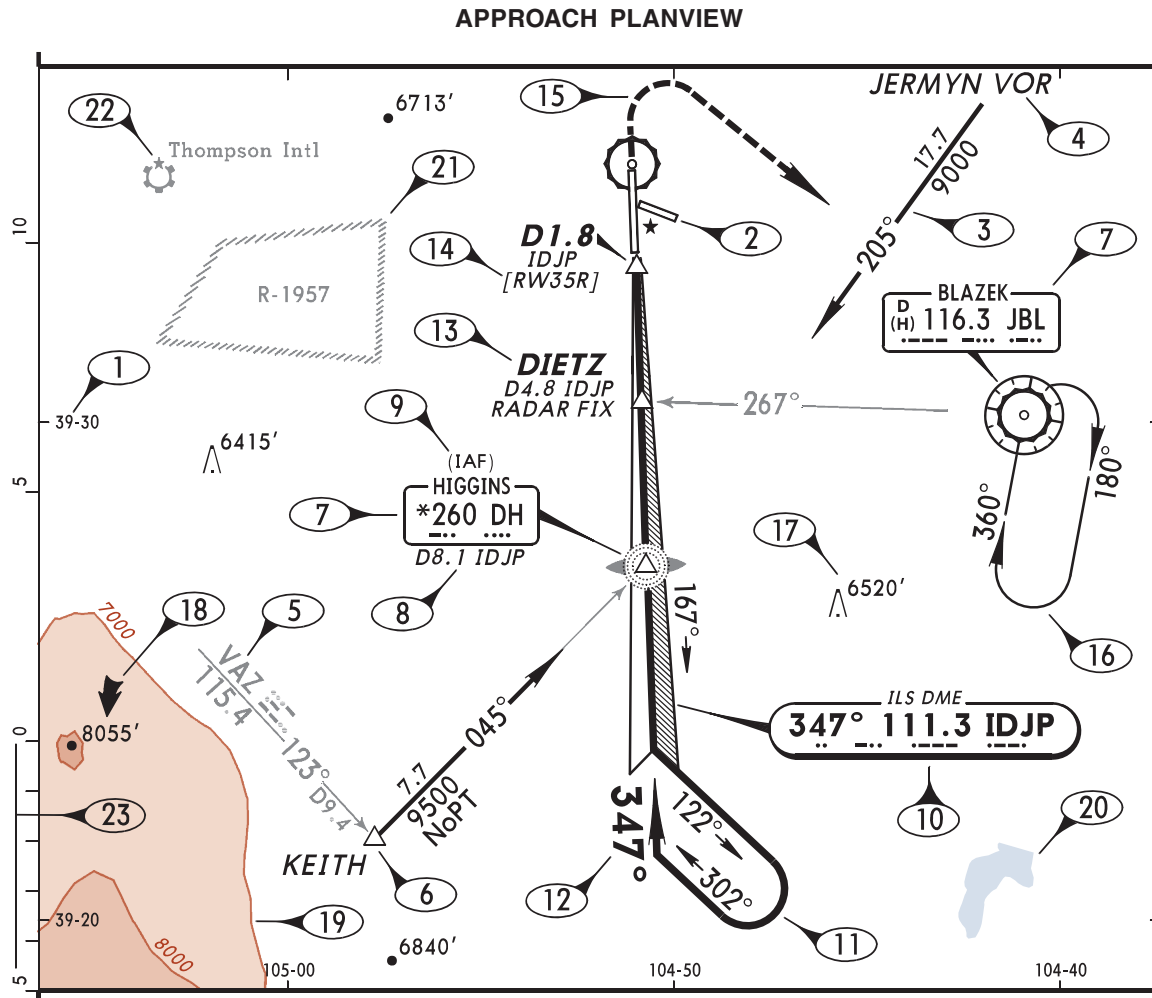 APPROACH PLANVIEW
22
Thompson Intl
6713'
15
JERMYN VOR
4
21
17.7
9000
3
205°
2
7
10
14
D1.8
IDJP
[RW35R]
R-1957
BLAZEK
D
(H) 116.3 JBL
13
DIETZ
D4.8 IDJP
RADAR FIX
1
9
267°
39-30
6415'
(IAF)
HIGGINS
*260 DH
D8.1 IDJP
7
5
360°
180°
17
6520'
8
167°
16
18
5
7000
VAZ
115.4
123°
D9.4
ILS DME
347° 111.3 IDJP
0
8055'
045°
7.7
9500
NoPT
23
10
20
KEITH
6
347°
122°
302°
12
11
39-20
19
6840'
8000
105-00
104-50
104-40
5